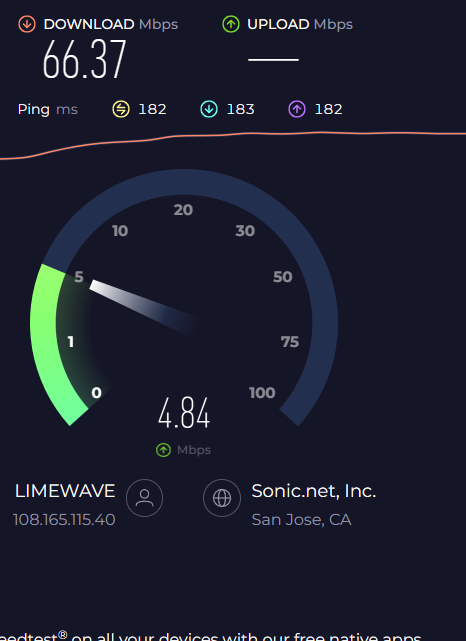 DOWNLOAD Mbps UPLOAD Mbps
66.37 —
Ping ms 182 183 182
20
10 30
5 50
1 75
0 100
4.84
Mbps
LIMEWAVE Sonic.net, Inc.
108.165.115.40 San Jose, CA
eedtest® on all your devices with our free native apps